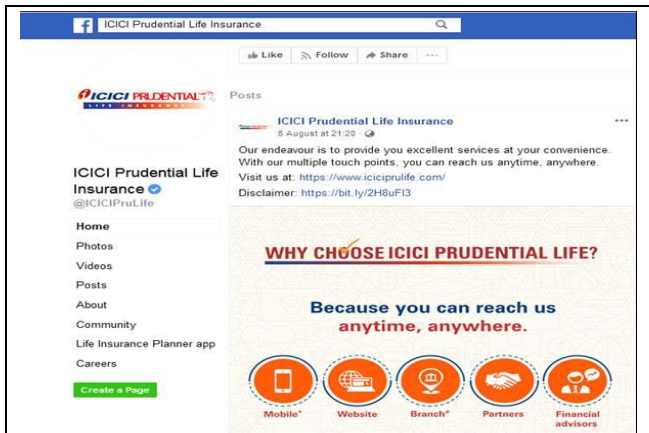 ICICI Prudential Life Insurance
Like Follow Share ...
ICICI PRUDENTIAL
LIFE INSURANCE
Posts
ICICI Prudential Life Insurance
8 August at 21:20
Our endeavour is to provide you excellent services at your convenience.
With our multiple touch points, you can reach us anytime, anywhere.
Visit us at: https://www.iciciprulife.com/
Disclaimer: https://bit.ly/2H8uFl3
ICICI Prudential Life
Insurance
@ICICIPruLife
Home
Photos
Videos
Posts
About
Community
Life Insurance Planner app
Careers
Create a Page
WHY CHOOSE ICICI PRUDENTIAL LIFE?
Because you can reach us
anytime, anywhere.
Mobile* Website Branch# Partners Financial
advisors